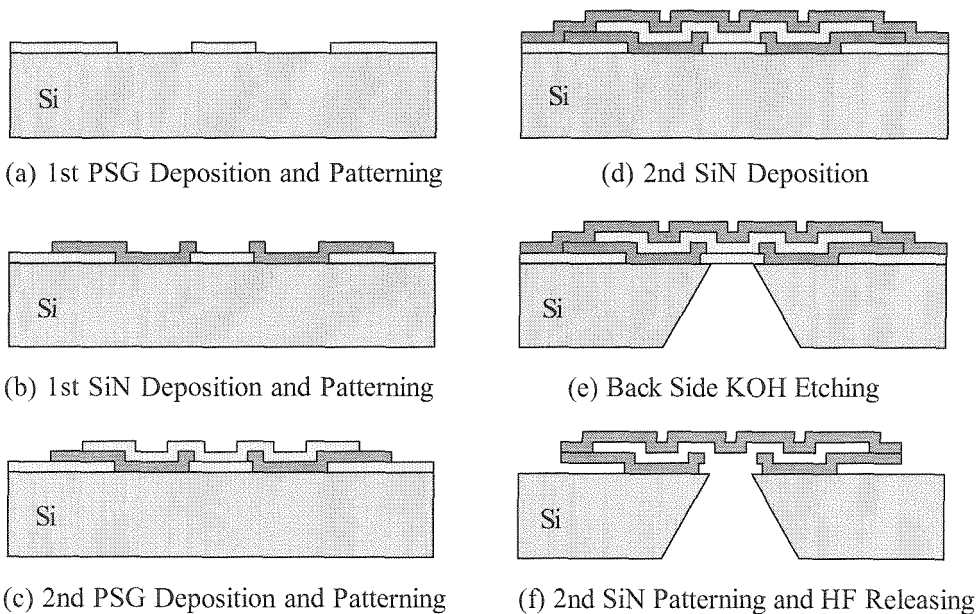 Si
(a) 1st PSG Deposition and Patterning
Si
(b) 1st SiN Deposition and Patterning
Si
(c) 2nd PSG Deposition and Patterning
Si
(d) 2nd SiN Deposition
Si
(e) Back Side KOH Etching
Si
(f) 2nd SiN Patterning and HF Releasing